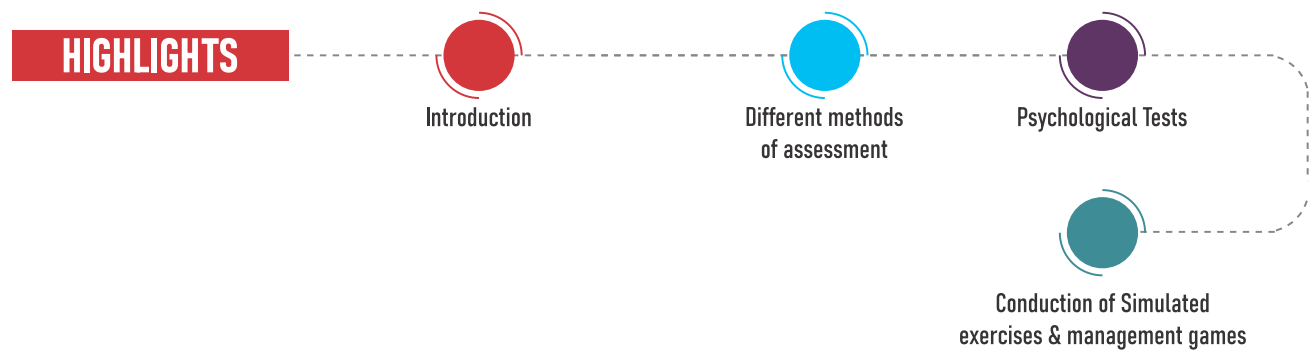 HIGHLIGHTS
Introduction
Different methods
of assessment
Psychological Tests
Conduction of Simulated
exercises & management games